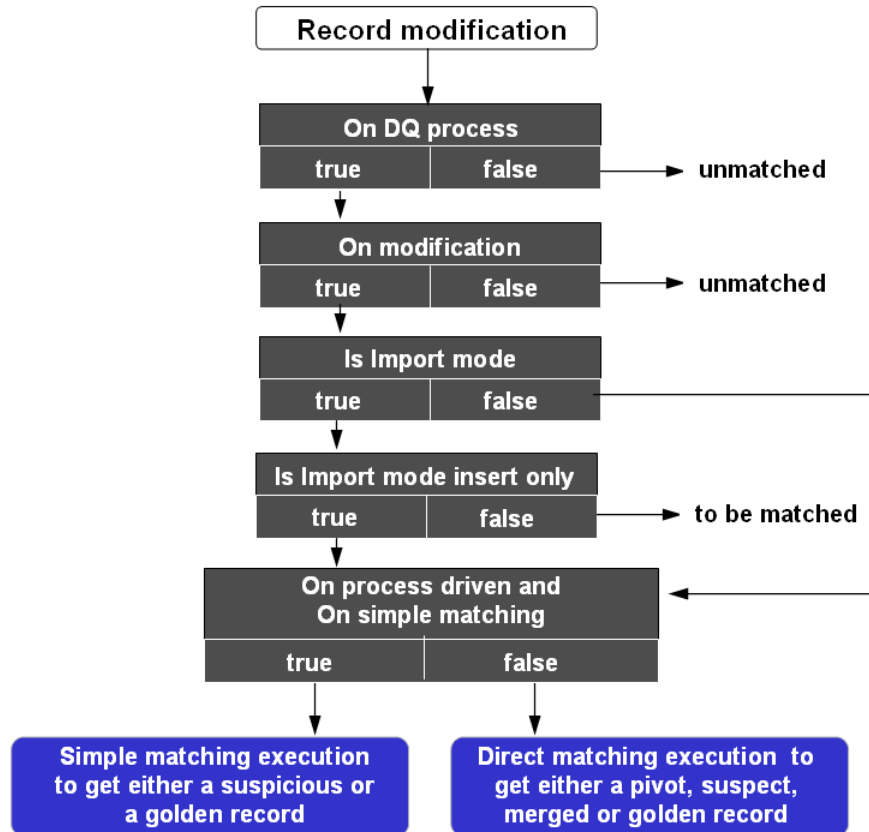 Record modification
On DQ process
true false
unmatched
On modification
true false
unmatched
Is Import mode
true false
Is Import mode insert only
true false
to be matched
On process driven and
On simple matching
true false
Simple matching execution
to get either a suspicious or
a golden record
Direct matching execution to
get either a pivot, suspect,
merged or golden record